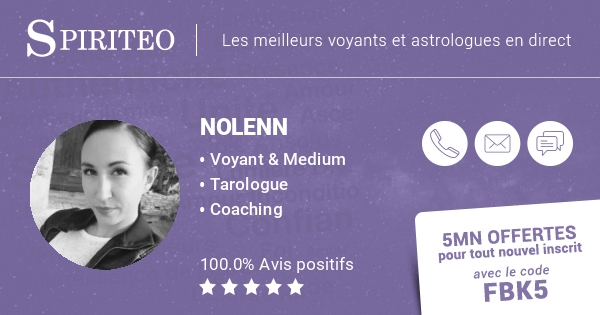 SPIRITEO
Les meilleurs voyants et astrologues en direct
NOLENN
• Voyant & Medium
• Tarologue
• Coaching
100.0% Avis positifs
5MN OFFERTES
pour tout nouvel inscrit
avec le code
FBK5